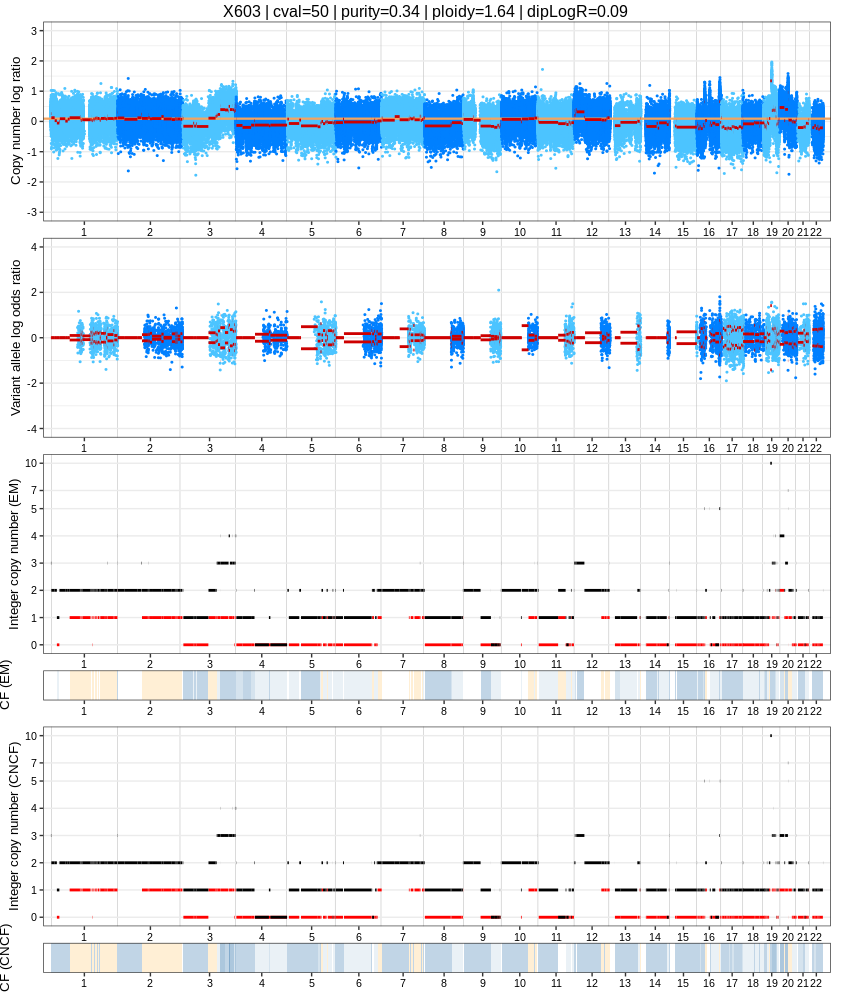 X603 | cval=50 | purity=0.34 | ploidy=1.64 | dipLogR=0.09
Copy number log ratio
3
2
1
0
-1
-2
-3
1 2 3 4 5 6 7 8 9 10 11 12 13 14 15 16 17 18 19 20 21 22
Variant allele log odds ratio
4
2
0
-2
-4
1 2 3 4 5 6 7 8 9 10 11 12 13 14 15 16 17 18 19 20 21 22
Integer copy number (EM)
10
7
5
4
3
2
1
0
1 2 3 4 5 6 7 8 9 10 11 12 13 14 15 16 17 18 19 20 21 22
CF (EM)
1 2 3 4 5 6 7 8 9 10 11 12 13 14 15 16 17 18 19 20 21 22
Integer copy number (CNCF)
10
7
5
4
3
2
1
0
1 2 3 4 5 6 7 8 9 10 11 12 13 14 15 16 17 18 19 20 21 22
CF (CNCF)
1 2 3 4 5 6 7 8 9 10 11 12 13 14 15 16 17 18 19 20 21 22